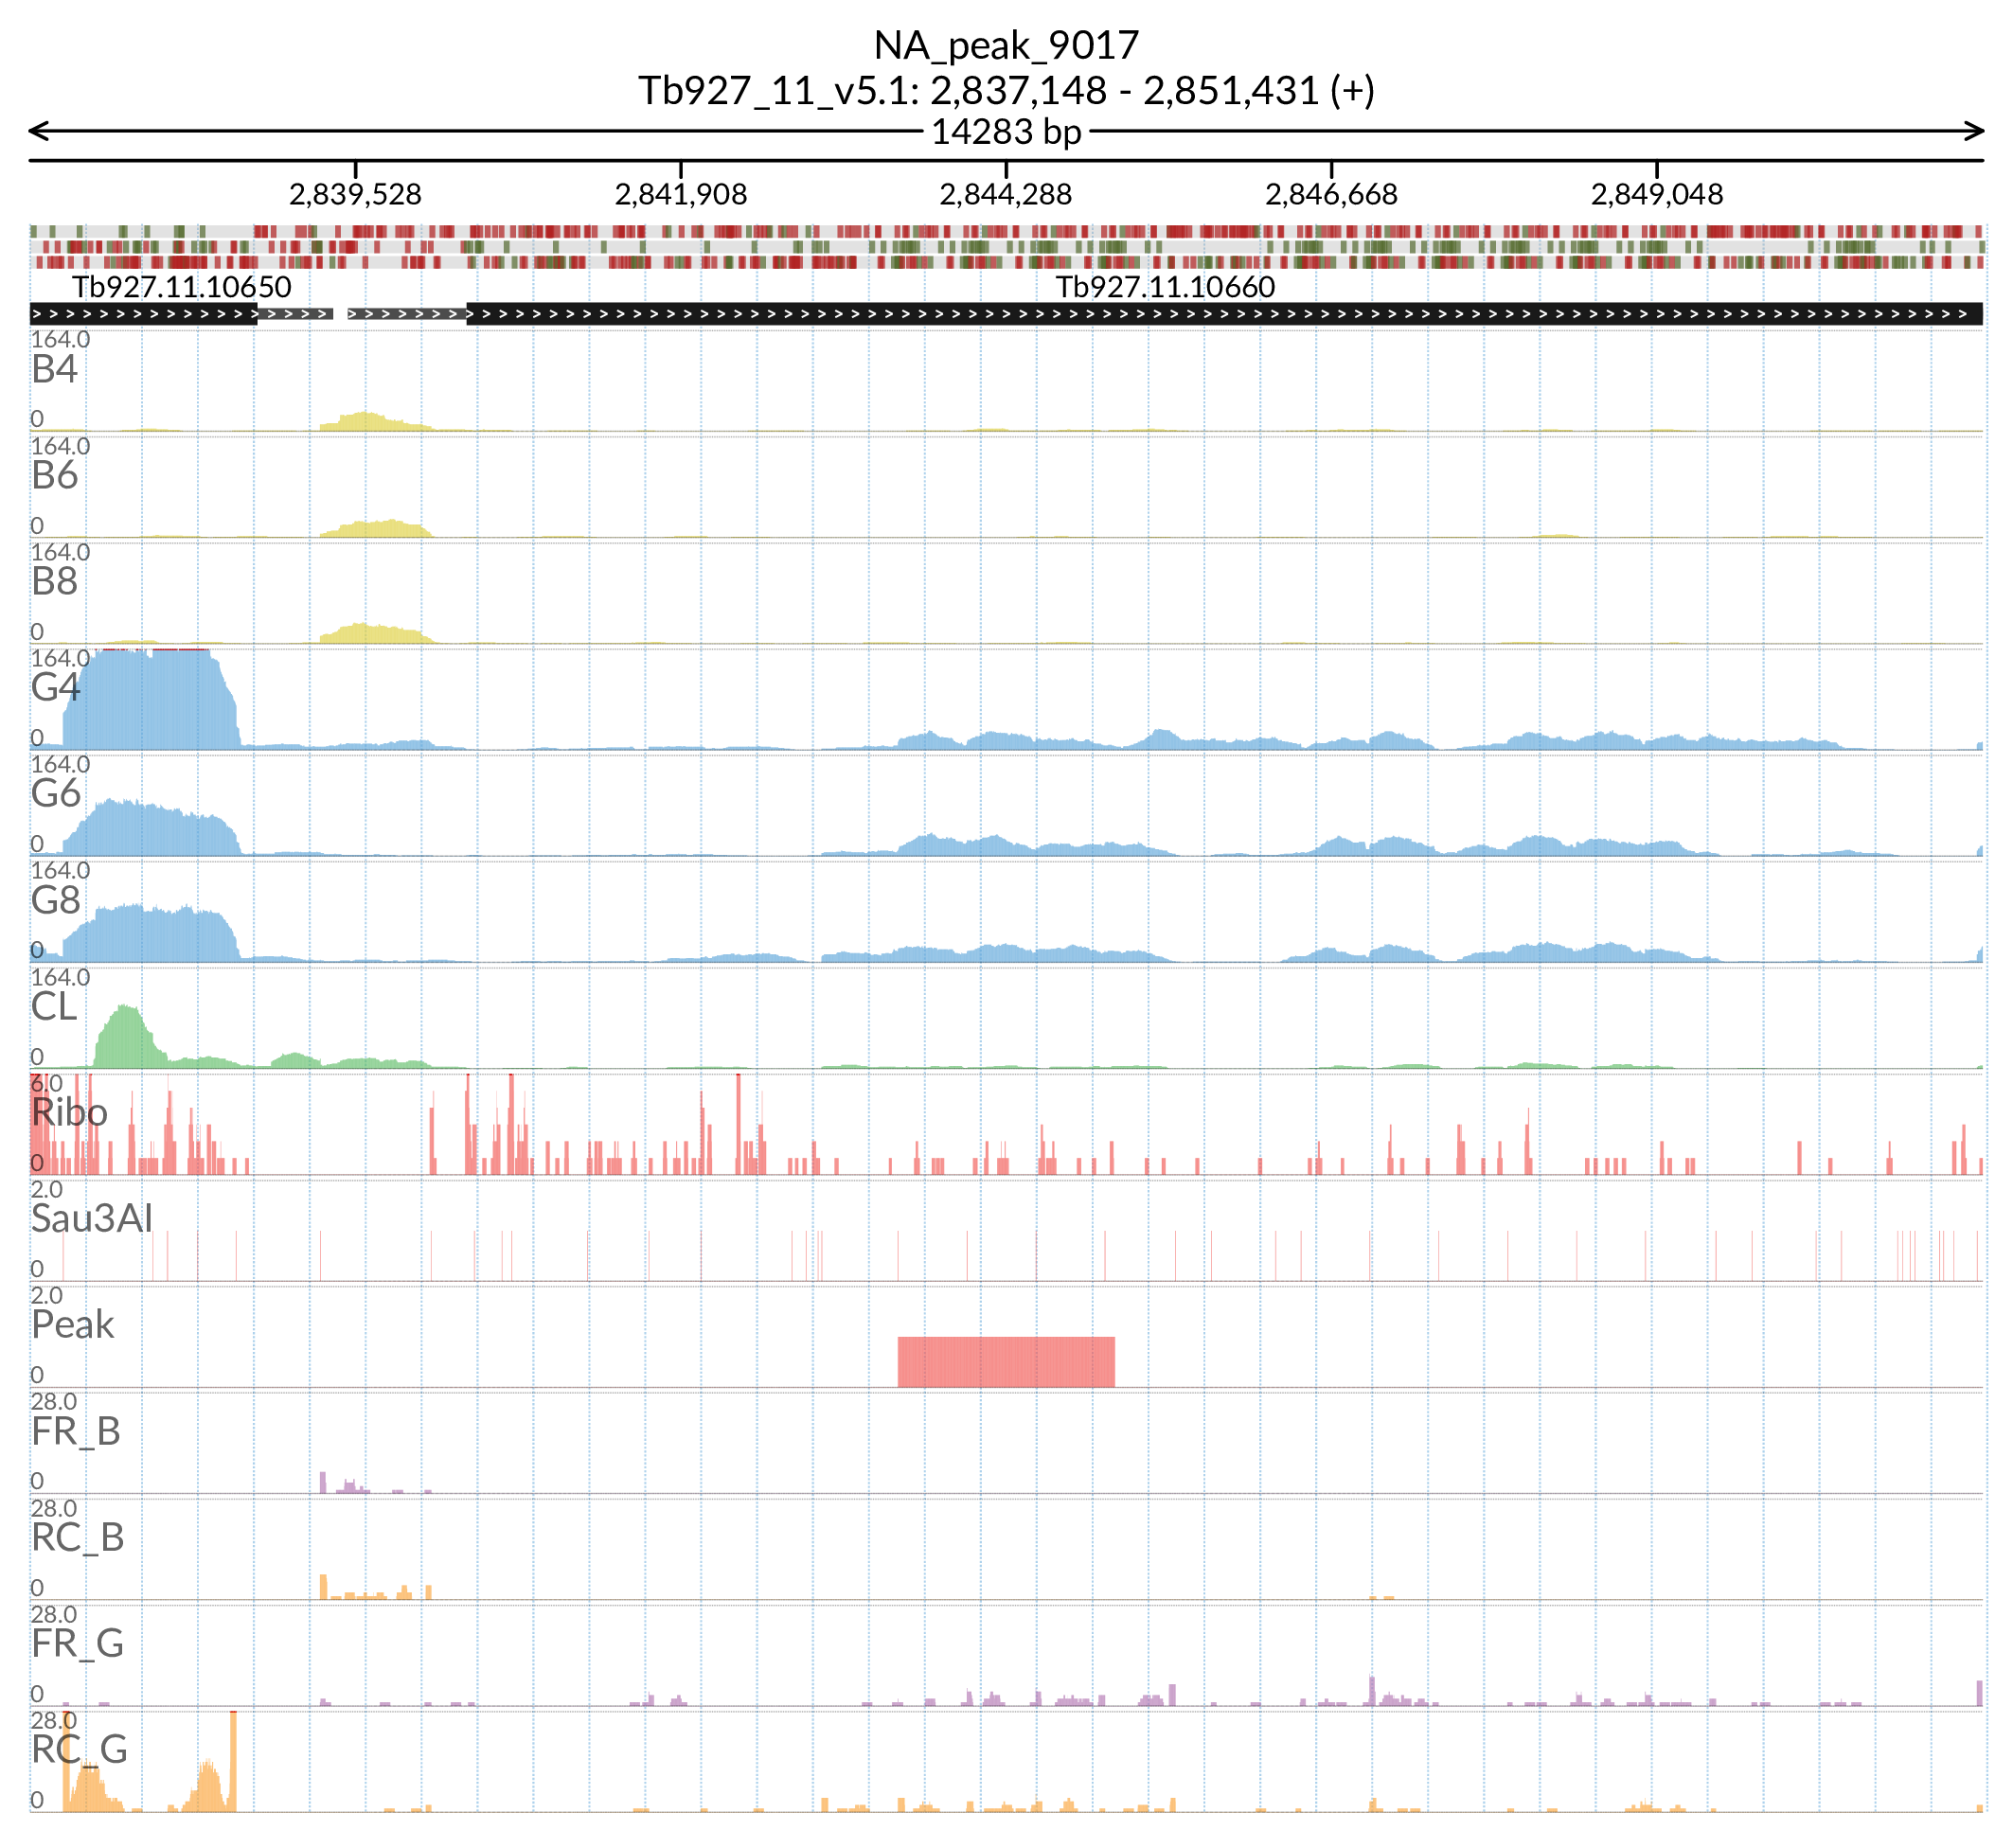 NA_peak_9017
Tb927_11_v5.1: 2,837,148 - 2,851,431 (+)
14283 bp
2,839,528 2,841,908 2,844,288 2,846,668 2,849,048
Tb927.11.10650 Tb927.11.10660
164.0
B4
0
164.0
B6
0
164.0
B8
0
164.0
G4
0
164.0
G6
0
164.0
G8
0
164.0
CL
0
6.0
Ribo
0
2.0
Sau3AI
0
2.0
Peak
0
28.0
FR_B
0
28.0
RC_B
0
28.0
FR_G
0
28.0
RC_G
0